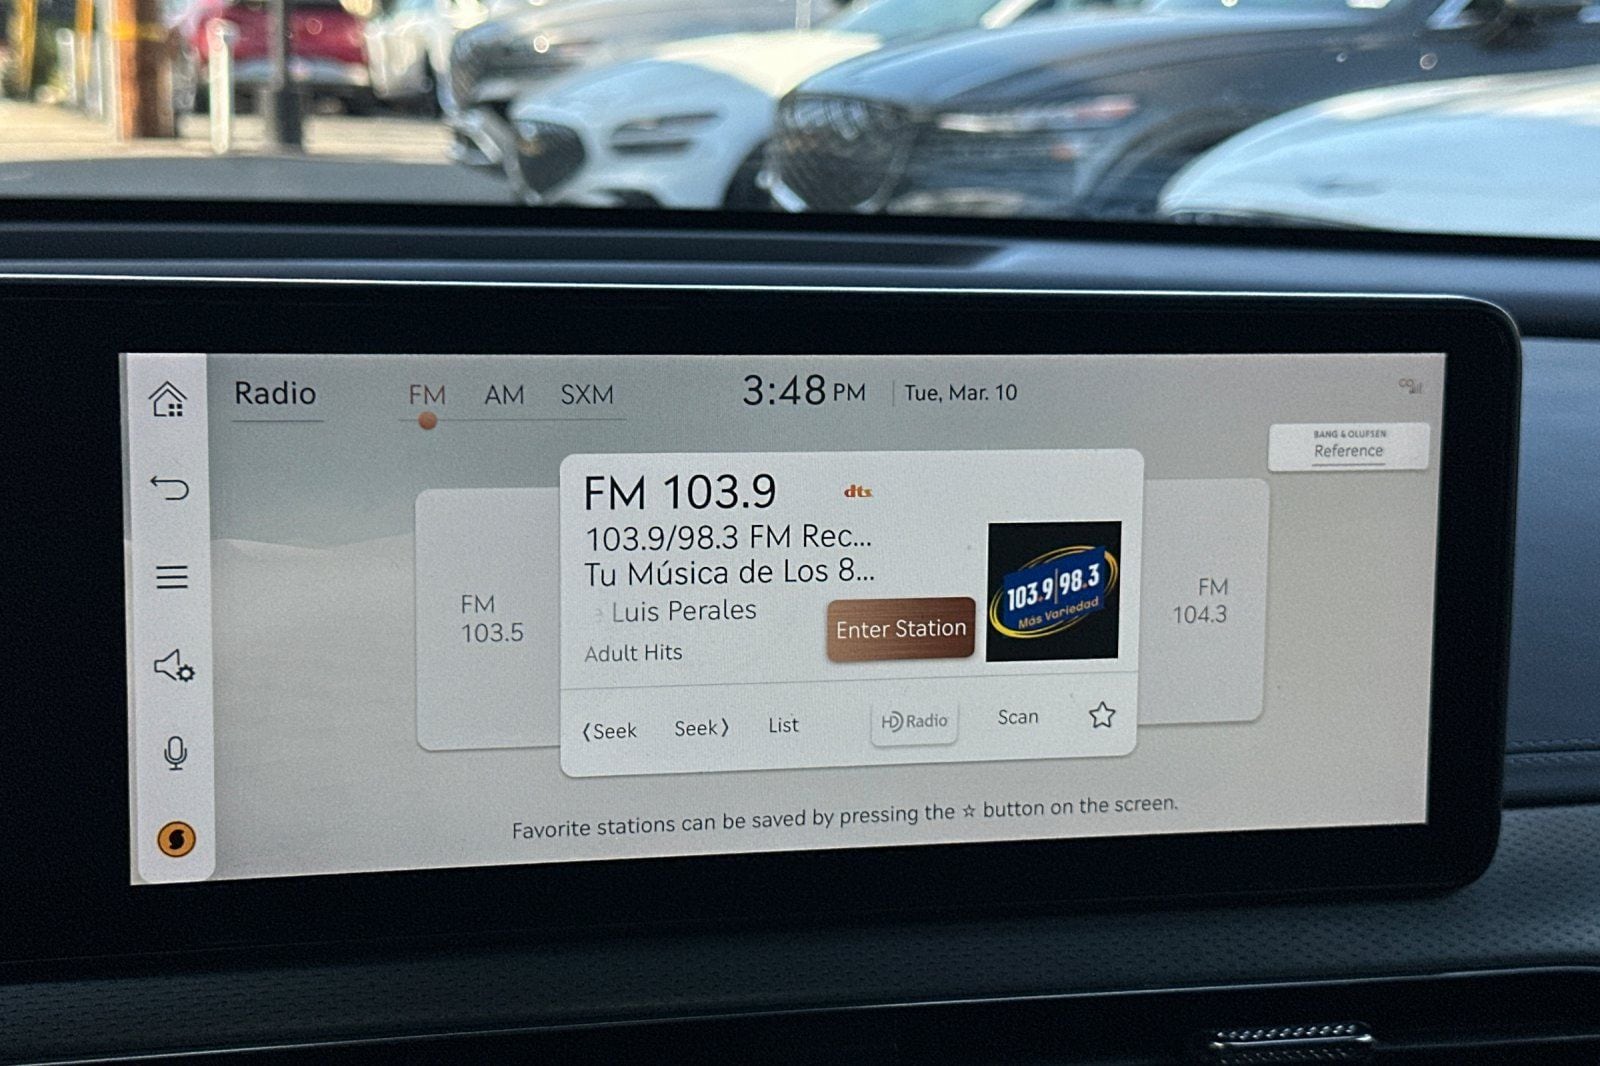 Radio
FM AM SXM
3:48 PM Tue, Mar. 10
BANG & OLUFSEN
Reference
FM 103.9
dts
103.9/98.3 FM Rec...
Tu Música de Los 8...
Luis Perales
Adult Hits
Enter Station
103.9|98.3
Más Variedad
FM
103.5
FM
104.3
‹Seek Seek› List HD Radio Scan
Favorite stations can be saved by pressing the ☆ button on the screen.